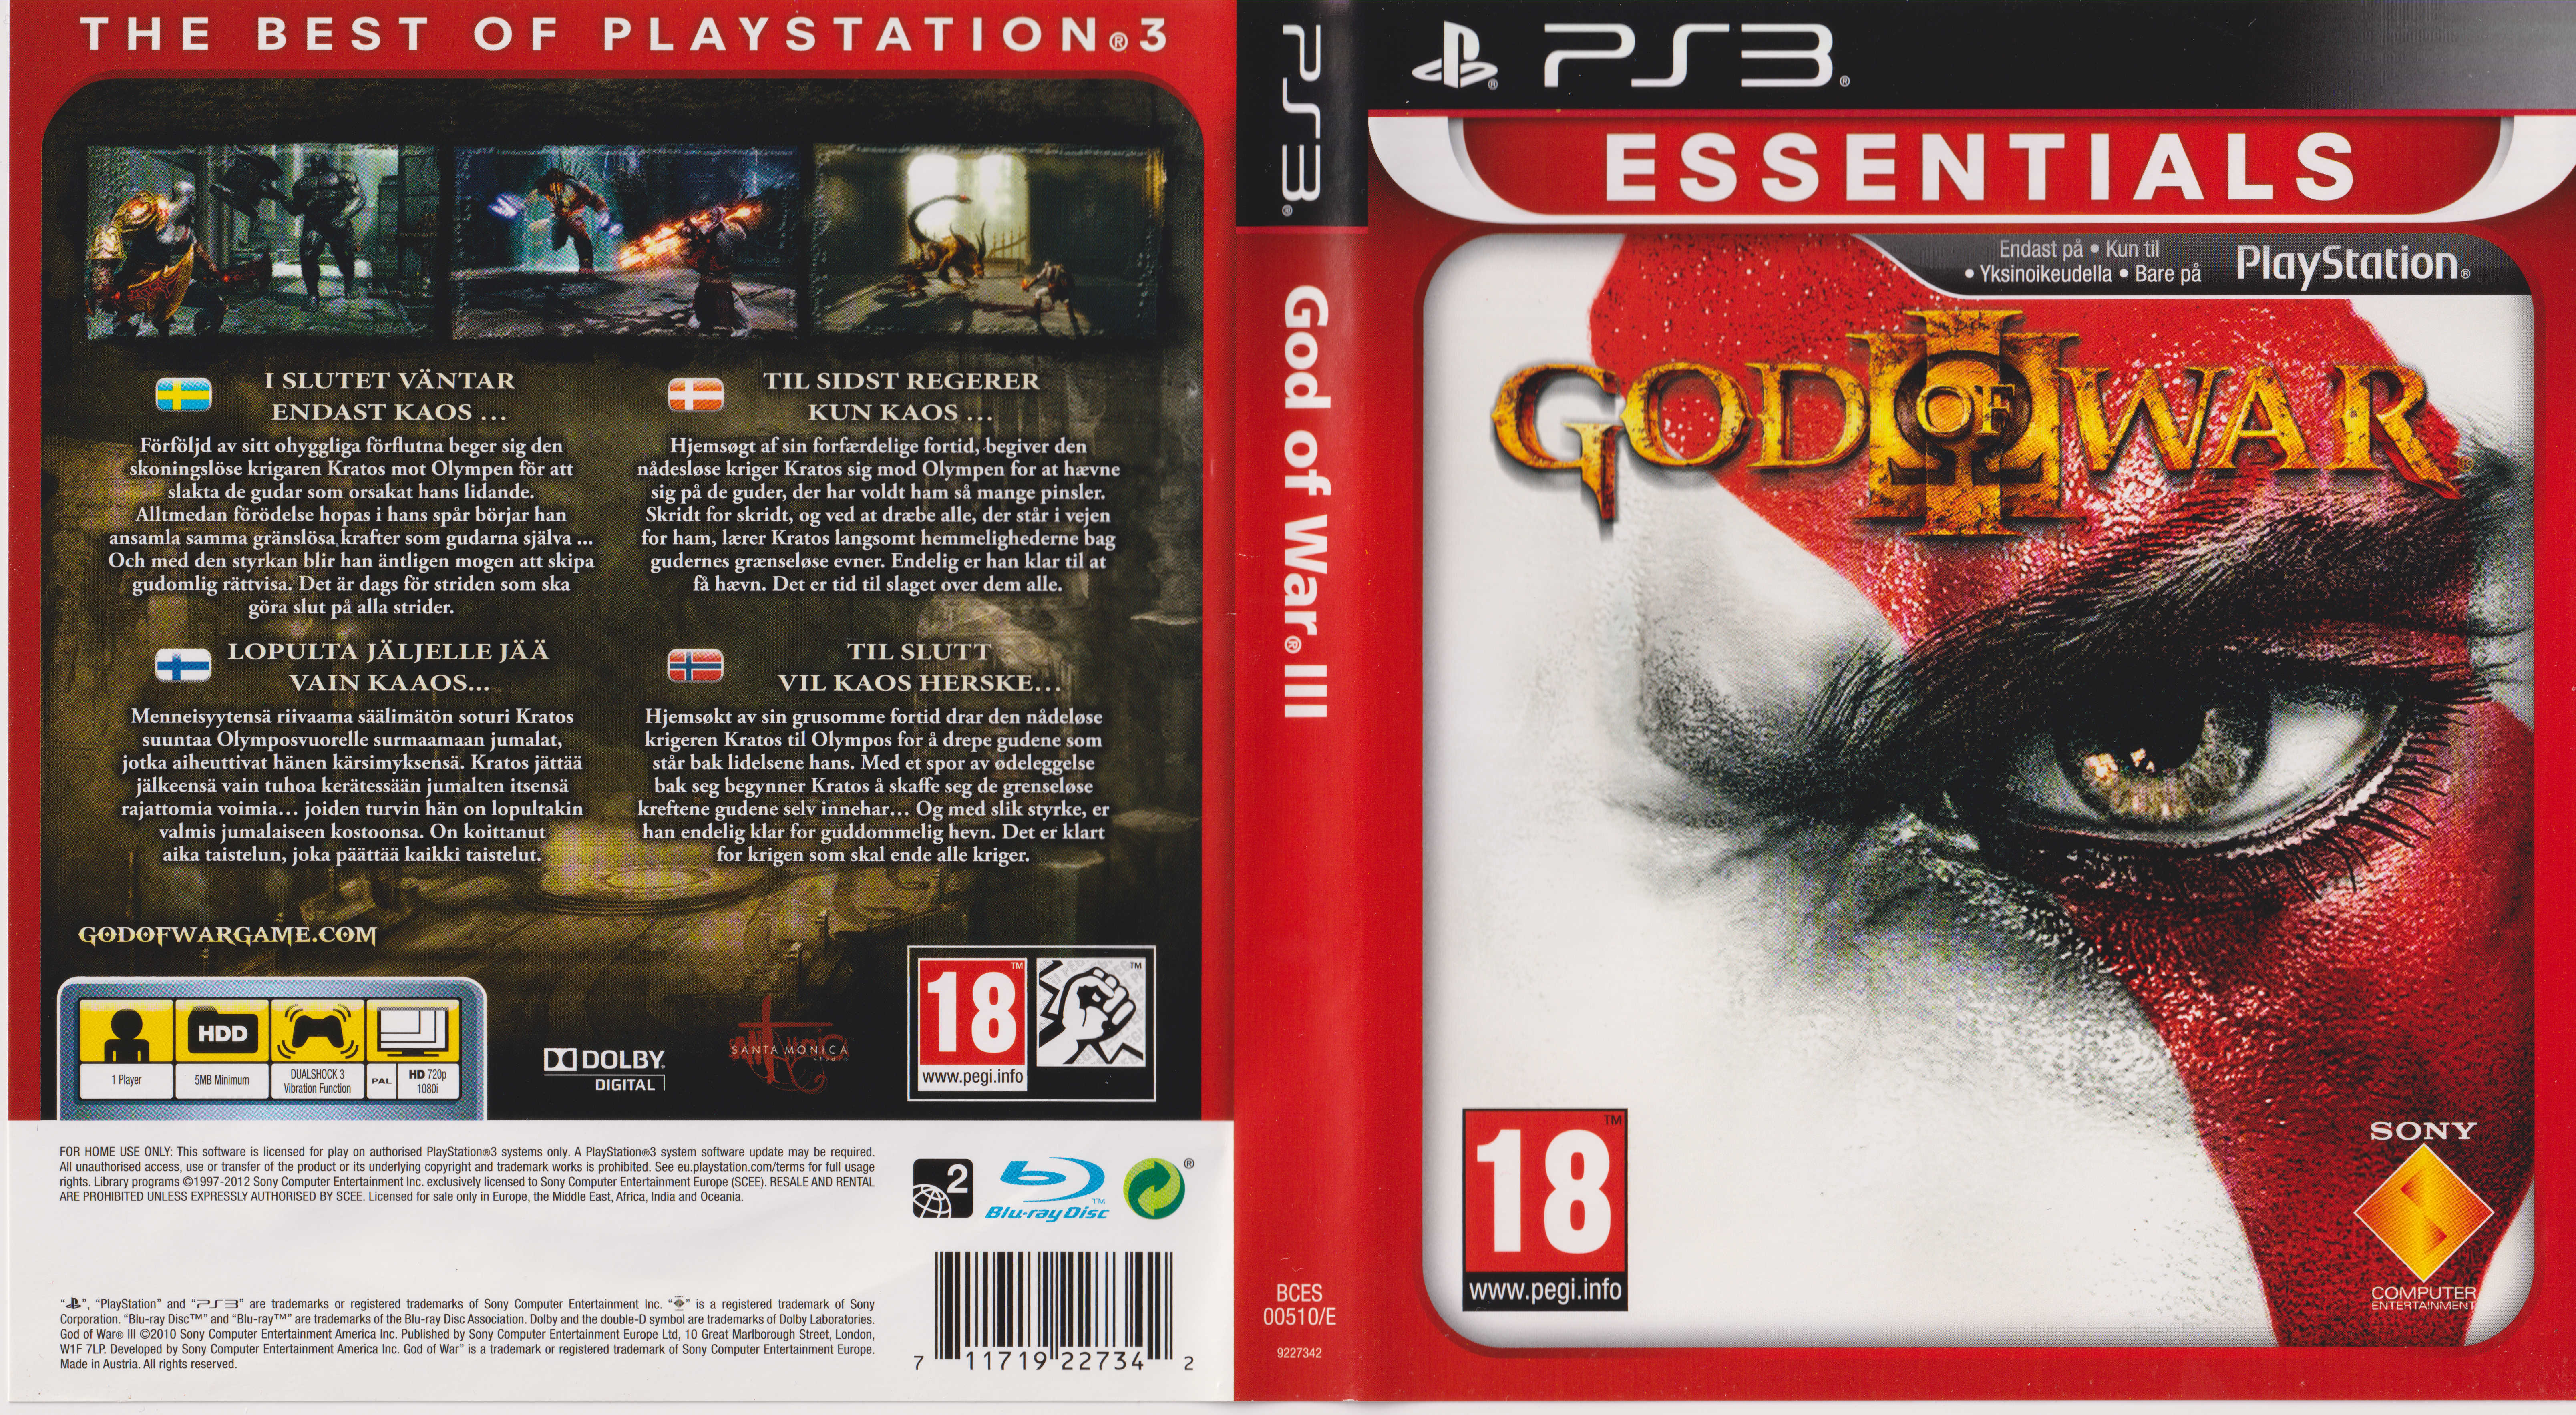 THE BEST OF PLAYSTATION®3
I SLUTET VÄNTAR
ENDAST KAOS ...
Förföljd av sitt ohyggliga förflutna beger sig den
skoningslöse krigaren Kratos mot Olympen för att
slakta de gudar som orsakat hans lidande.
Alltmedan förödelse hopas i hans spår börjar han
ansamla samma gränslösa krafter som gudarna själva ...
Och med den styrkan blir han äntligen mogen att skipa
gudomlig rättvisa. Det är dags för striden som ska
göra slut på alla strider.
TIL SIDST REGERER
KUN KAOS ...
Hjemsøgt af sin forfærdelige fortid, begiver den
nådesløse kriger Kratos sig mod Olympen for at hævne
sig på de guder, der har voldt ham så mange pinsler.
Skridt for skridt, og ved at dræbe alle, der står i vejen
for ham, lærer Kratos langsomt hemmelighederne bag
gudernes grænseløse evner. Endelig er han klar til at
få hævn. Det er tid til slaget over dem alle.
LOPULTA JÄLJELLE JÄÄ
VAIN KAAOS...
Menneisyytensä riivaama säälimätön soturi Kratos
suuntaa Olymposvuorelle surmaamaan jumalat,
jotka aiheuttivat hänen kärsimyksensä. Kratos jättää
jälkeensä vain tuhoa kerätessään jumalten itsensä
rajattomia voimia... joiden turvin hän on lopultakin
valmis jumalaiseen kostoonsa. On koittanut
aika taistelun, joka päättää kaikki taistelut.
TIL SLUTT
VIL KAOS HERSKE...
Hjemsøkt av sin grusomme fortid drar den nådeløse
krigeren Kratos til Olympos for å drepe gudene som
står bak lidelsene hans. Med et spor av ødeleggelse
bak seg begynner Kratos å skaffe seg de grenseløse
kreftene gudene selv innehar... Og med slik styrke, er
han endelig klar for guddommelig hevn. Det er klart
for krigen som skal ende alle kriger.
GODOFWARGAME.COM
HDD
1 Player
5MB Minimum
DUALSHOCK 3
Vibration Function
PAL
HD 720p
1080i
DOLBY®
DIGITAL
SANTA MONICA
studio
18™
www.pegi.info
™
FOR HOME USE ONLY: This software is licensed for play on authorised PlayStation®3 systems only. A PlayStation®3 system software update may be required.
All unauthorised access, use or transfer of the product or its underlying copyright and trademark works is prohibited. See eu.playstation.com/terms for full usage
rights. Library programs ©1997-2012 Sony Computer Entertainment Inc. exclusively licensed to Sony Computer Entertainment Europe (SCEE). RESALE AND RENTAL
ARE PROHIBITED UNLESS EXPRESSLY AUTHORISED BY SCEE. Licensed for sale only in Europe, the Middle East, Africa, India and Oceania.
2
Blu-ray Disc™
®
"", "PlayStation" and "PS3" are trademarks or registered trademarks of Sony Computer Entertainment Inc. "" is a registered trademark of Sony
Corporation. "Blu-ray Disc™" and "Blu-ray™" are trademarks of the Blu-ray Disc Association. Dolby and the double-D symbol are trademarks of Dolby Laboratories.
God of War® III ©2010 Sony Computer Entertainment America Inc. Published by Sony Computer Entertainment Europe Ltd, 10 Great Marlborough Street, London,
W1F 7LP. Developed by Sony Computer Entertainment America Inc. God of War" is a trademark or registered trademark of Sony Computer Entertainment Europe.
Made in Austria. All rights reserved.
7 11719 22734 2
PS3®
God of War® III
BCES
00510/E
9227342
PS3®
ESSENTIALS
Endast på • Kun til
• Yksinoikeudella • Bare på
PlayStation®
GOD OF WAR®
III
18™
www.pegi.info
SONY
COMPUTER
ENTERTAINMENT